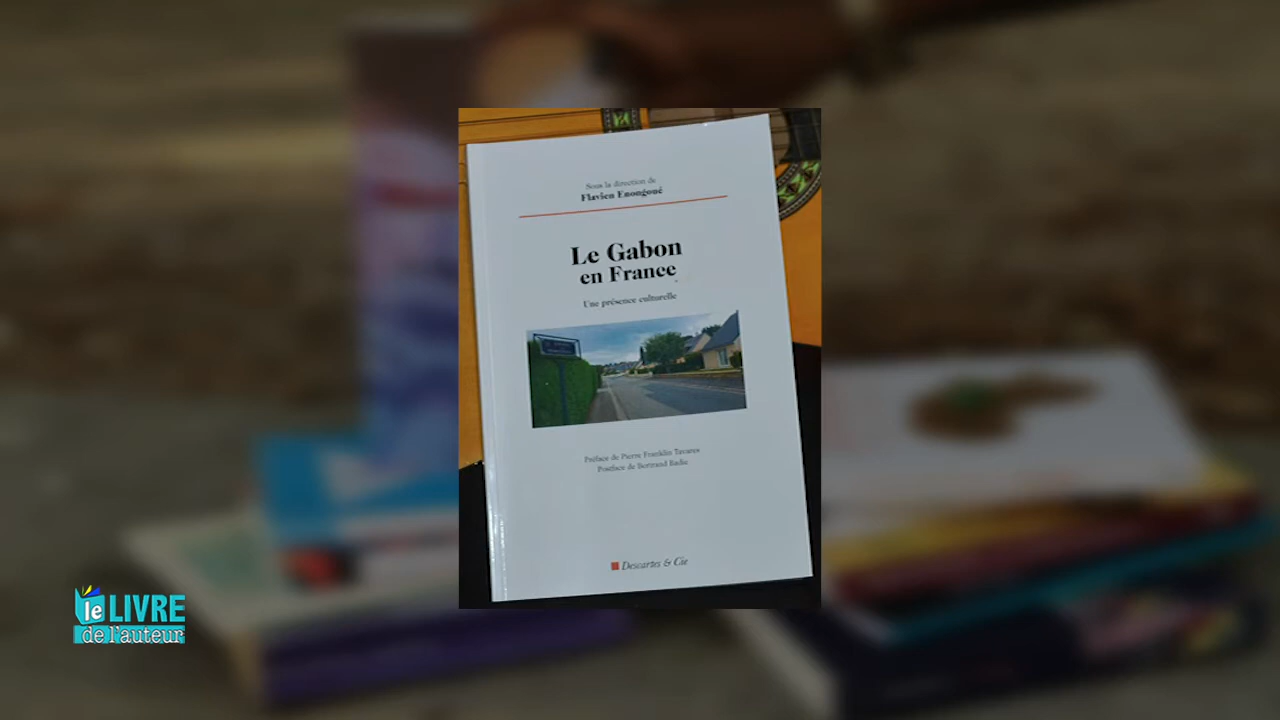 Sous la direction de
Flavien Enongoué
Le Gabon
en France
Une présence culturelle
Préface de Pierre Franklin Tavares
Postface de Bertrand Badie
Descartes & Cie
le LIVRE
de l'auteur